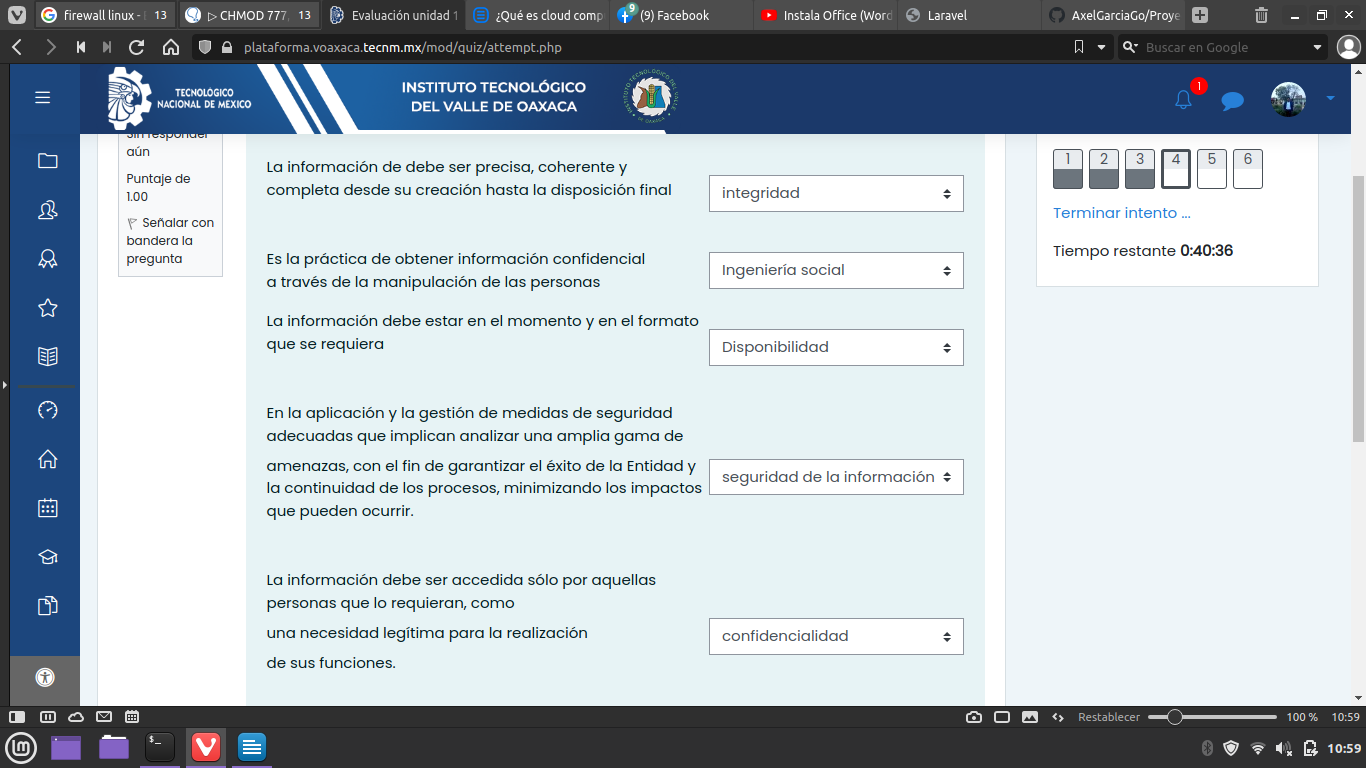 firewall linux - 13
▷ CHMOD 777, 13
Evaluación unidad 1
¿Qué es cloud comp
9 (9) Facebook
Instala Office (Word
Laravel
AxelGarciaGo/Proye
plataforma.voaxaca.tecnm.mx/mod/quiz/attempt.php
Buscar en Google
TECNOLÓGICO
NACIONAL DE MÉXICO
INSTITUTO TECNOLÓGICO
DEL VALLE DE OAXACA
1
Sin responder
aún
Puntaje de
1.00
Señalar con
bandera la
pregunta
La información de debe ser precisa, coherente y
completa desde su creación hasta la disposición final
integridad
Es la práctica de obtener información confidencial
a través de la manipulación de las personas
Ingeniería social
La información debe estar en el momento y en el formato
que se requiera
Disponibilidad
En la aplicación y la gestión de medidas de seguridad
adecuadas que implican analizar una amplia gama de
amenazas, con el fin de garantizar el éxito de la Entidad y
la continuidad de los procesos, minimizando los impactos
que pueden ocurrir.
seguridad de la información
La información debe ser accedida sólo por aquellas
personas que lo requieran, como
una necesidad legítima para la realización
de sus funciones.
confidencialidad
1 2 3 4 5 6
Terminar intento ...
Tiempo restante 0:40:36
Restablecer 100 % 10:59
10:59